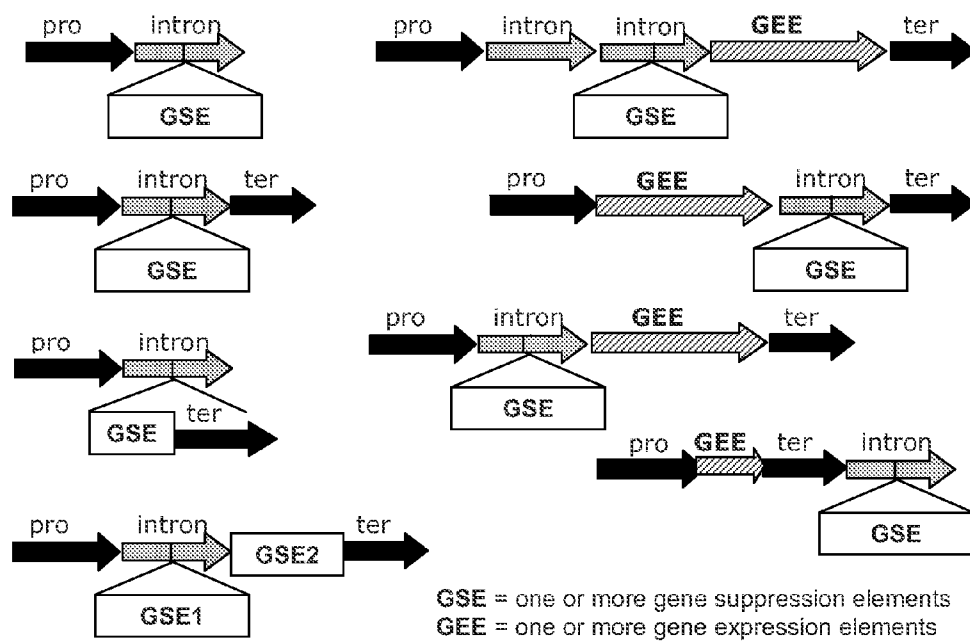 pro intron
GSE
pro intron intron GEE ter
GSE
pro intron ter
GSE
pro GEE intron ter
GSE
pro intron
GSE ter
pro intron GEE ter
GSE
pro GEE ter intron
GSE
pro intron GSE2 ter
GSE1
GSE = one or more gene suppression elements
GEE = one or more gene expression elements